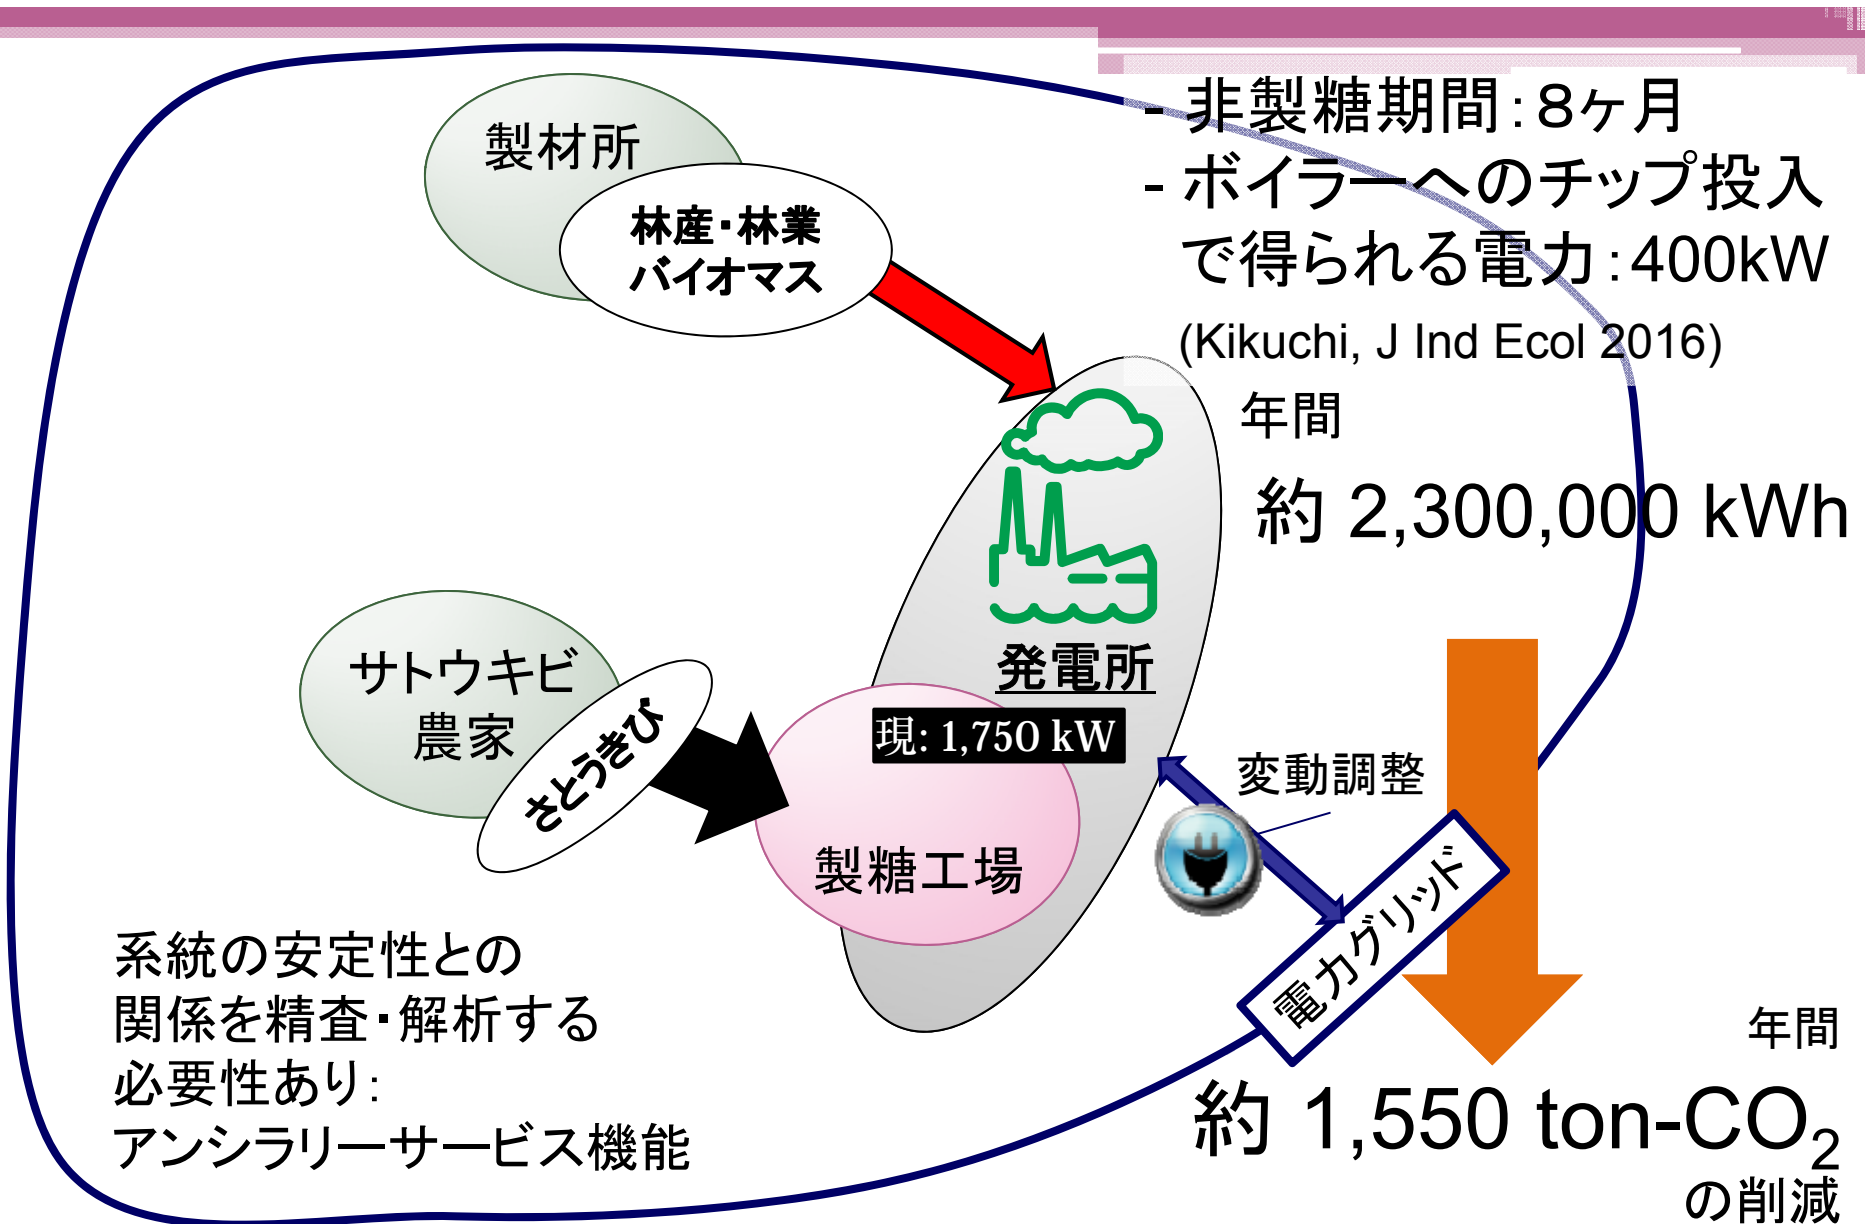 製材所
林産・林業
バイオマス
- 非製糖期間：８ヶ月
- ボイラーへのチップ投入
で得られる電力：400kW
(Kikuchi, J Ind Ecol 2016)
年間
約 2,300,000 kWh
発電所
現: 1,750 kW
サトウキビ
農家
さとうきび
製糖工場
変動調整
電力グリッド
系統の安定性との
関係を精査・解析する
必要性あり：
アンシラリーサービス機能
年間
約 1,550 ton-CO₂
の削減